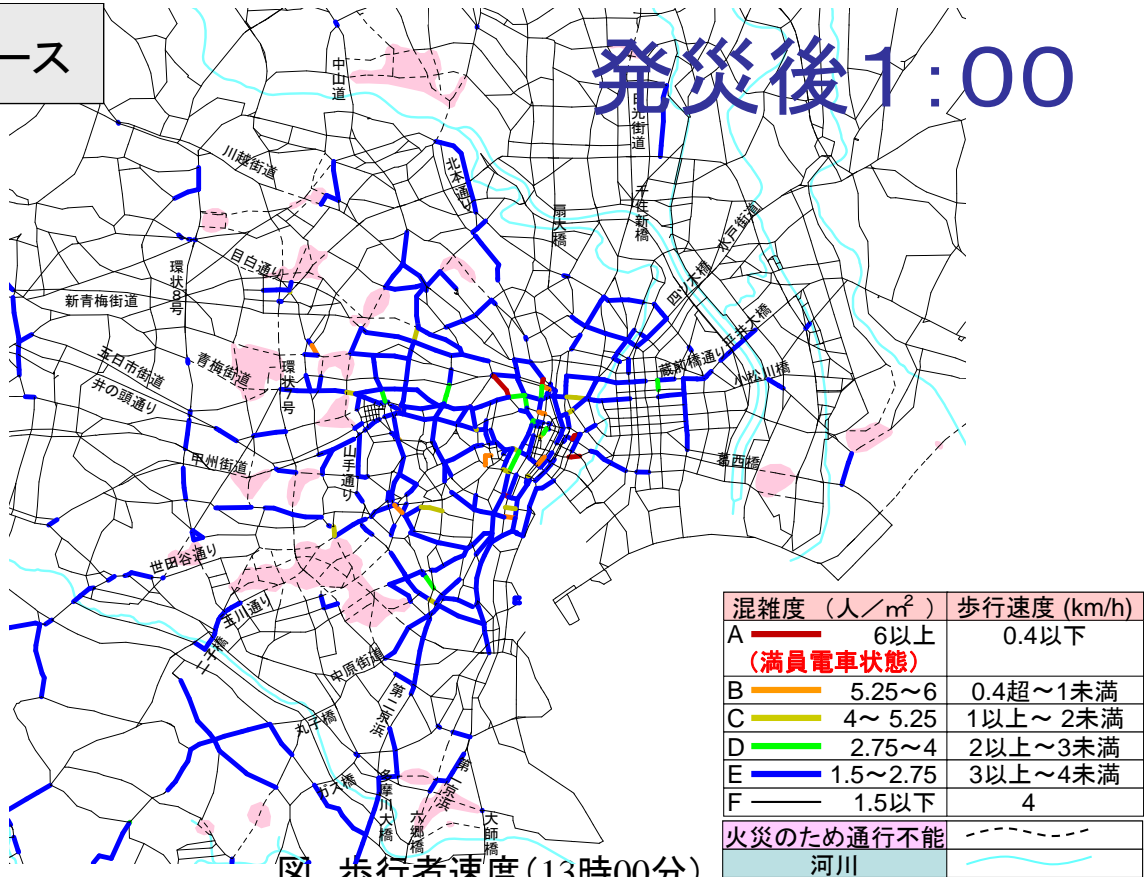 ース
発災後1:00
中山道
日光街道
川越街道
北本通り
扇大橋
千住新橋
水戸街道
目白通り
環状8号
四ツ木橋
新青梅街道
平井大橋
五日市街道
青梅街道
環状7号
蔵前橋通り
小松川橋
井の頭通り
甲州街道
山手通り
葛西橋
世田谷通り
玉川通り
二子橋
中原街道
第二京浜
丸子橋
ガス橋
多摩川大橋
第一京浜
六郷橋
大師橋
混雑度 (人/㎡) 歩行速度 (km/h)
A 6以上 0.4以下
(満員電車状態)
B 5.25~6 0.4超~1未満
C 4~ 5.25 1以上~ 2未満
D 2.75~4 2以上~3未満
E 1.5~2.75 3以上~4未満
F 1.5以下 4
火災のため通行不能
河川
図 歩行者速度(13時00分)